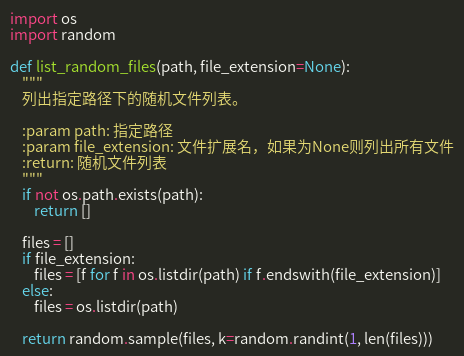 import os
import random

def list_random_files(path, file_extension=None):
    """
    列出指定路径下的随机文件列表。

    :param path: 指定路径
    :param file_extension: 文件扩展名，如果为None则列出所有文件
    :return: 随机文件列表
    """
    if not os.path.exists(path):
        return []

    files = []
    if file_extension:
        files = [f for f in os.listdir(path) if f.endswith(file_extension)]
    else:
        files = os.listdir(path)

    return random.sample(files, k=random.randint(1, len(files)))